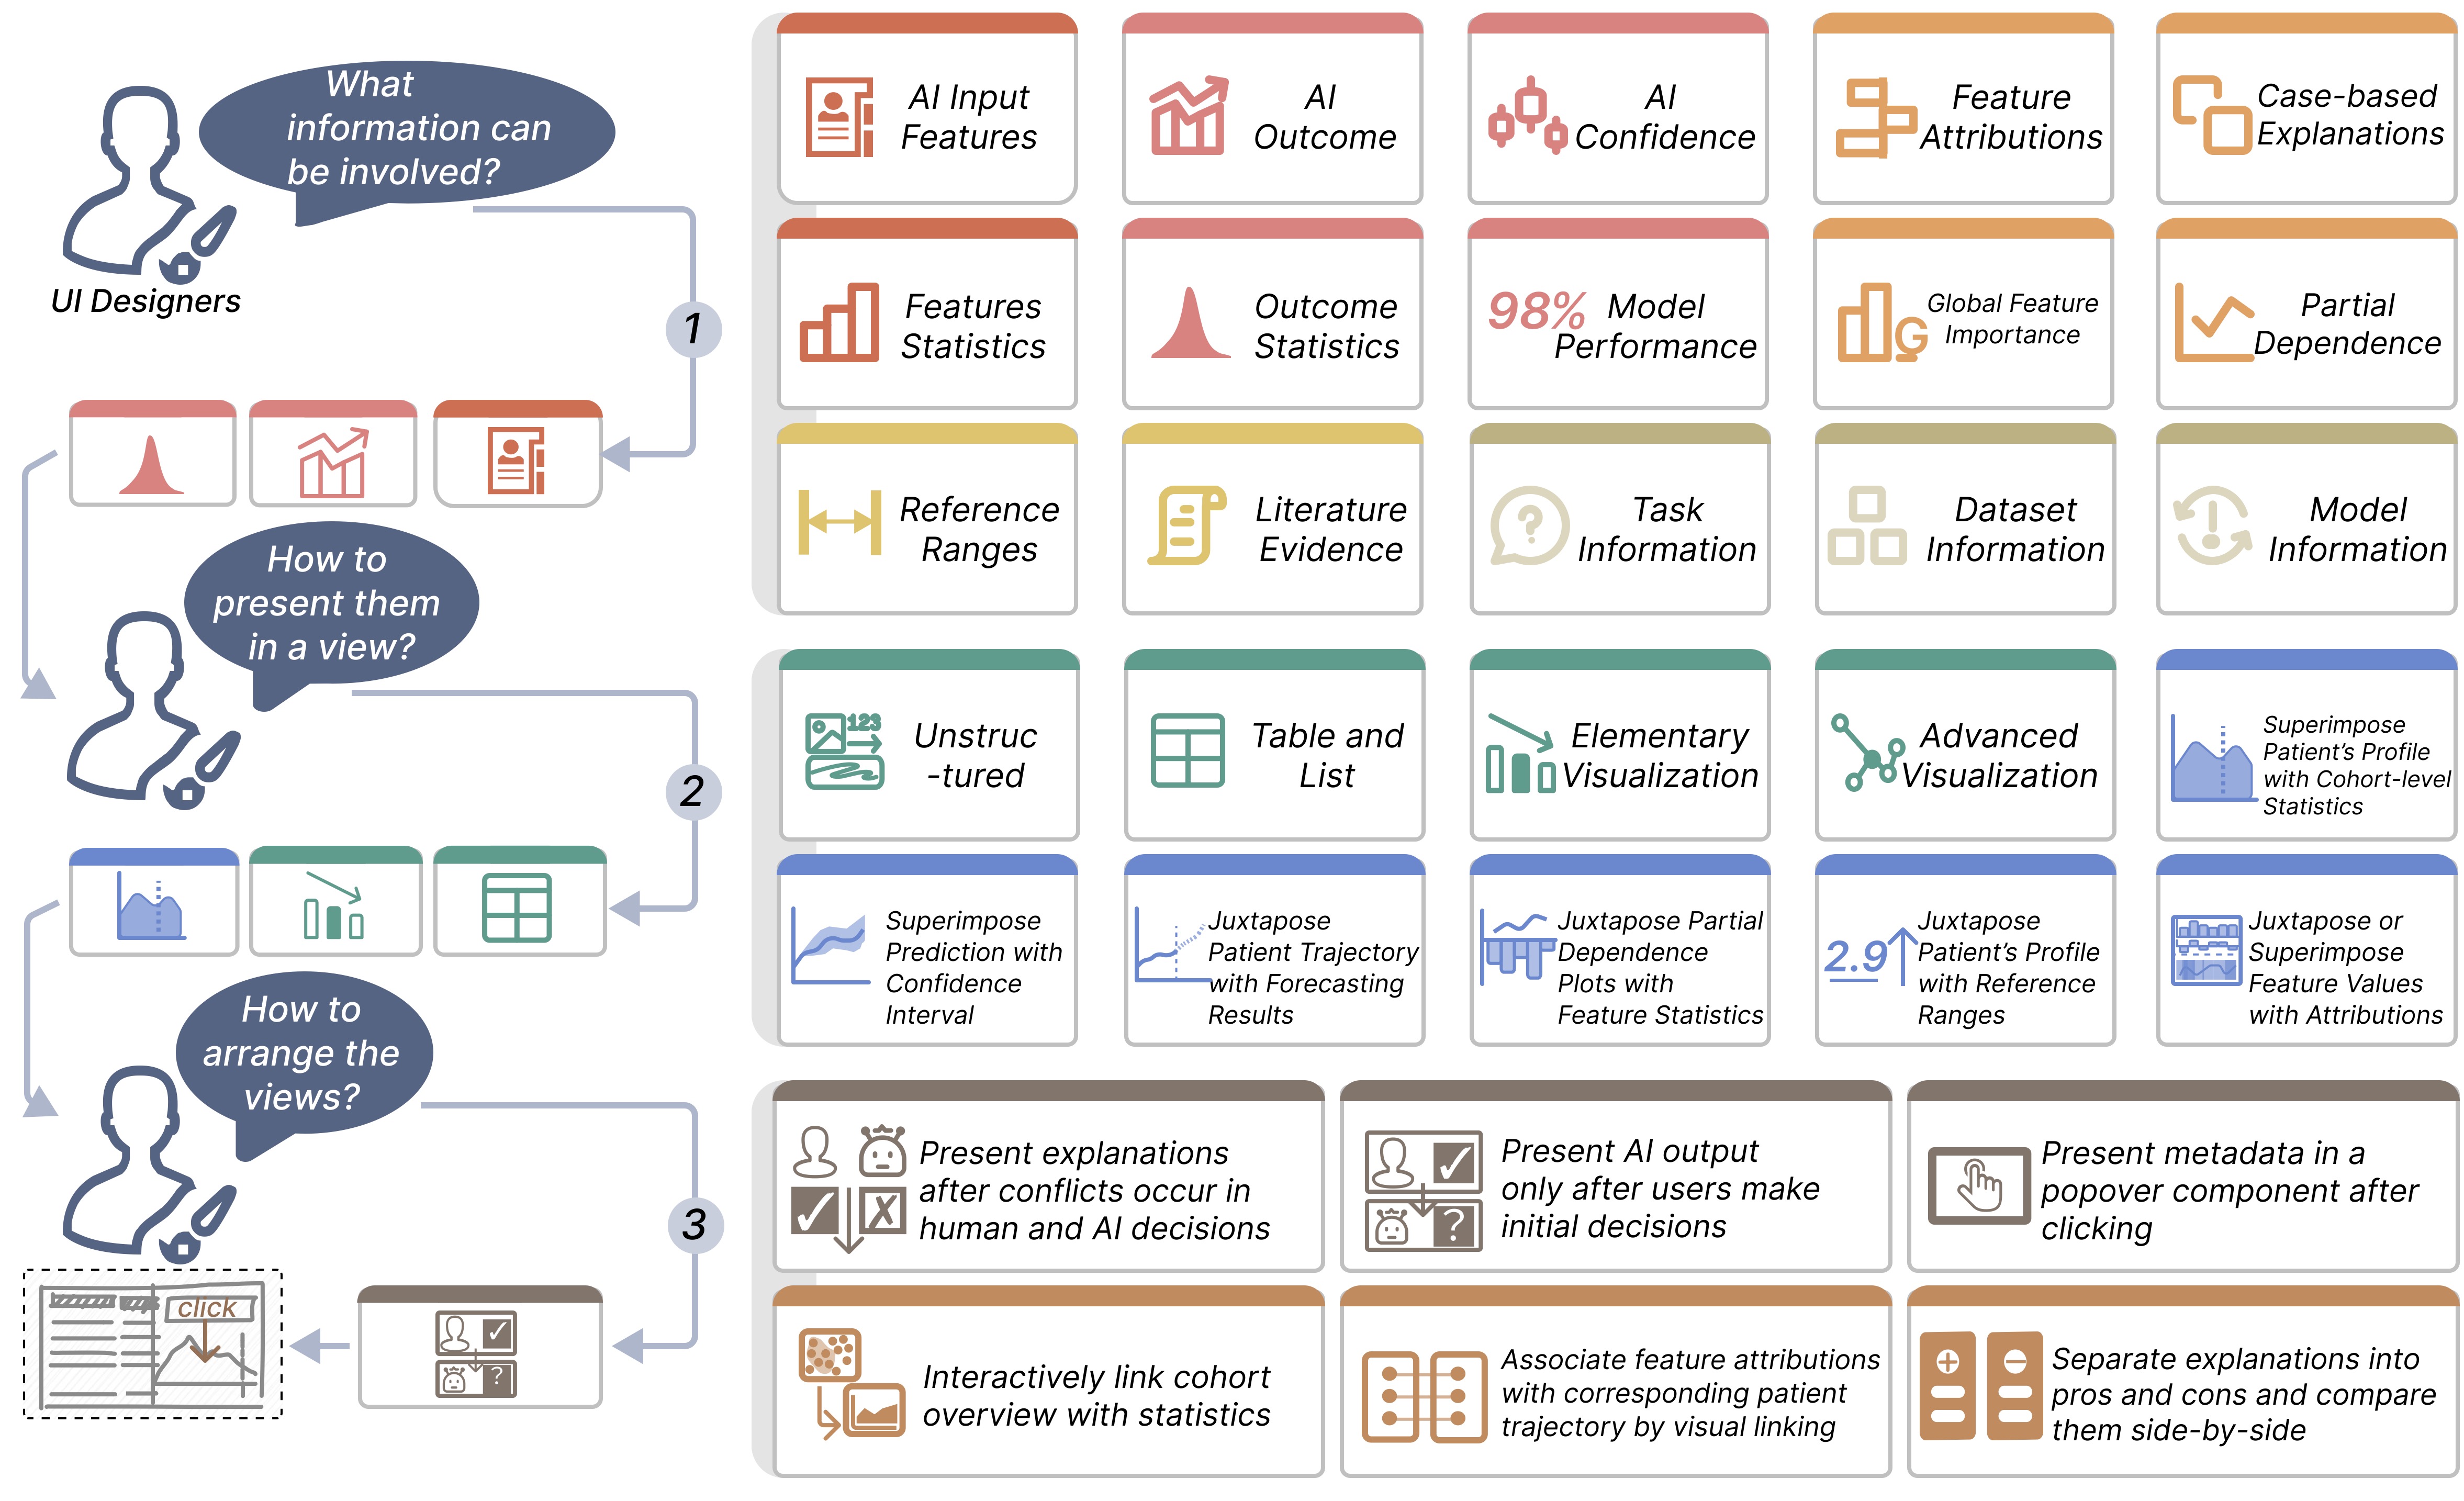 What
information can
be involved?
UI Designers
1
How to
present them
in a view?
2
How to
arrange the
views?
3
click
AI Input
Features
AI
Outcome
AI
Confidence
Feature
Attributions
Case-based
Explanations
Features
Statistics
Outcome
Statistics
98% Model
Performance
G
Global Feature
Importance
Partial
Dependence
Reference
Ranges
Literature
Evidence
?
Task
Information
Dataset
Information
!
Model
Information
123
Unstruc
-tured
Table and
List
Elementary
Visualization
Advanced
Visualization
Superimpose
Patient's Profile
with Cohort-level
Statistics
Superimpose
Prediction with
Confidence
Interval
Juxtapose
Patient Trajectory
with Forecasting
Results
Juxtapose Partial
Dependence
Plots with
Feature Statistics
2.9
Juxtapose
Patient's Profile
with Reference
Ranges
Juxtapose or
Superimpose
Feature Values
with Attributions
Present explanations
after conflicts occur in
human and AI decisions
?
Present AI output
only after users make
initial decisions
Present metadata in a
popover component after
clicking
?
Interactively link cohort
overview with statistics
Associate feature attributions
with corresponding patient
trajectory by visual linking
Separate explanations into
pros and cons and compare
them side-by-side